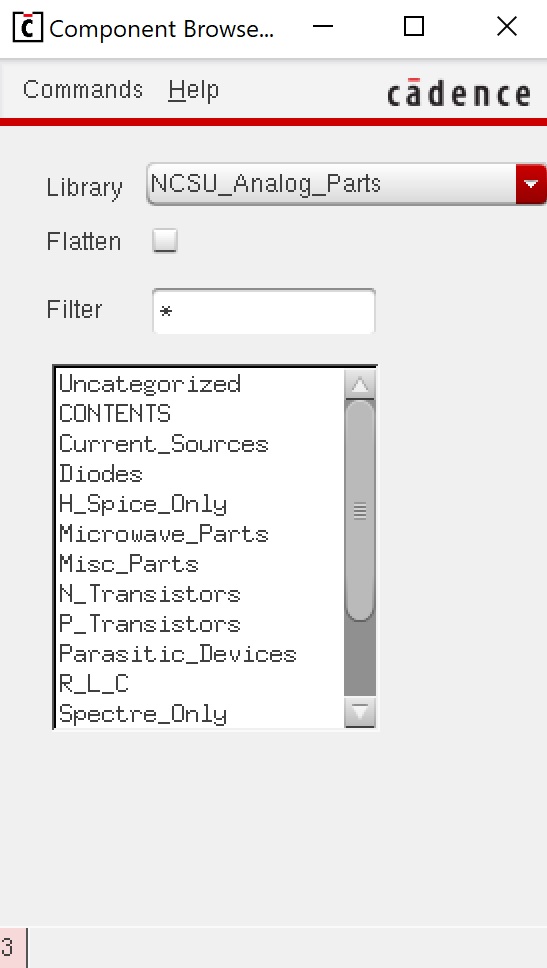 Component Browse...
Commands Help cādence
Library NCSU_Analog_Parts
Flatten
Filter *
Uncategorized
CONTENTS
Current_Sources
Diodes
H_Spice_Only
Microwave_Parts
Misc_Parts
N_Transistors
P_Transistors
Parasitic_Devices
R_L_C
Spectre_Only
3